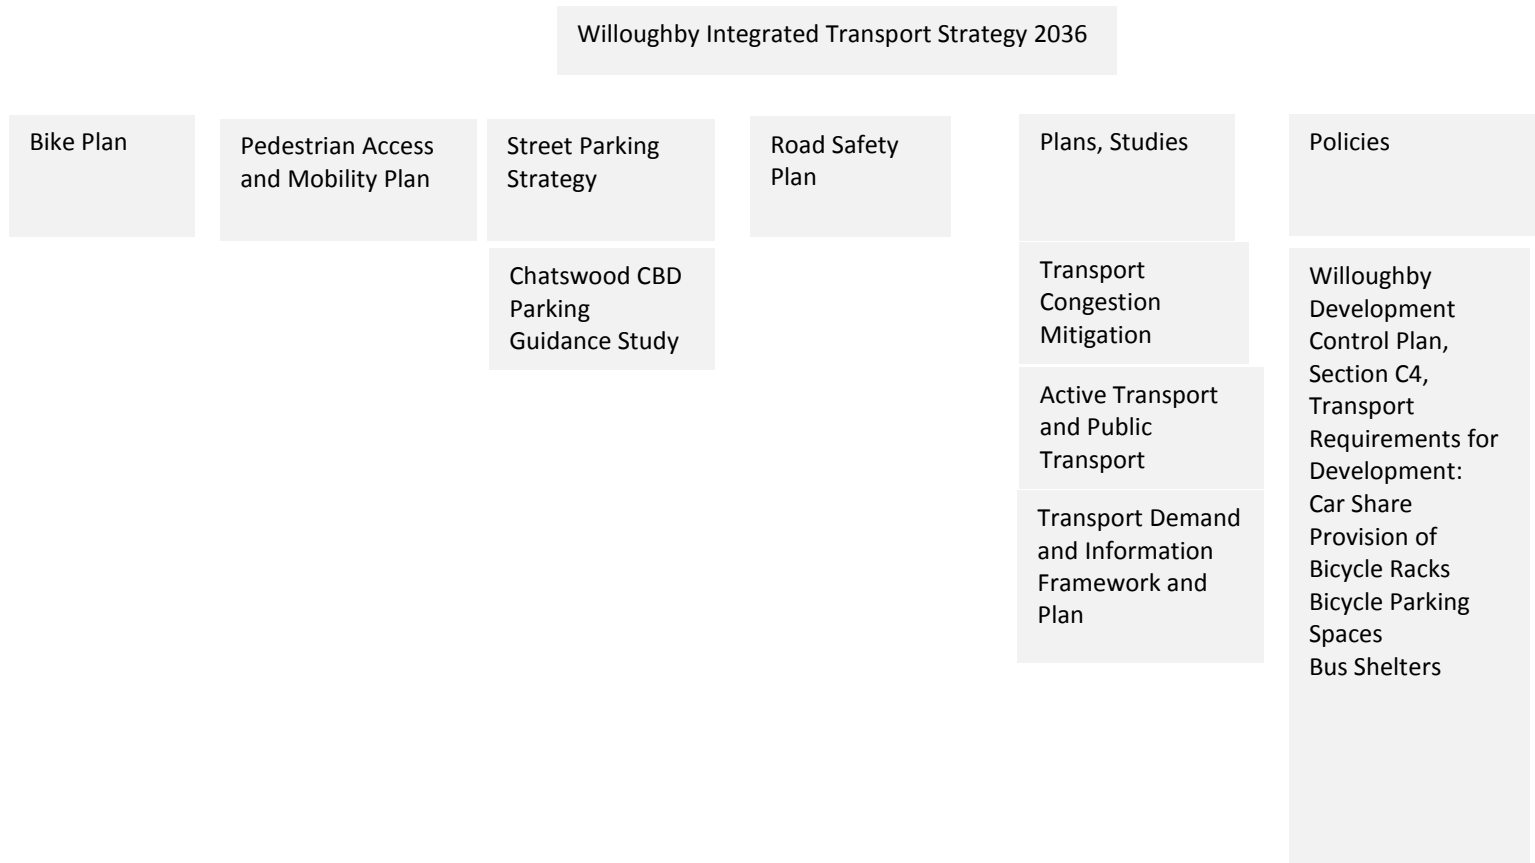 Willoughby Integrated Transport Strategy 2036
Bike Plan
Pedestrian Access
and Mobility Plan
Street Parking
Strategy
Road Safety
Plan
Plans, Studies
Policies
Chatswood CBD
Parking
Guidance Study
Transport
Congestion
Mitigation
Active Transport
and Public
Transport
Transport Demand
and Information
Framework and
Plan
Willoughby
Development
Control Plan,
Section C4,
Transport
Requirements for
Development:
Car Share
Provision of
Bicycle Racks
Bicycle Parking
Spaces
Bus Shelters